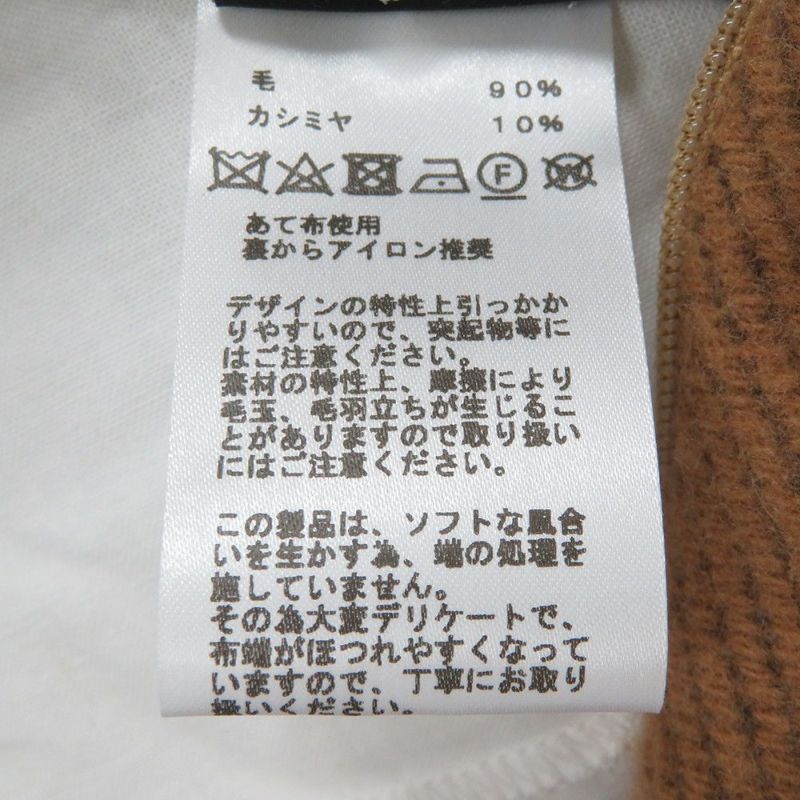 毛 90%
カシミヤ 10%
F W
あて布使用
裏からアイロン推奨
デザインの特性上引っかか
りやすいので、突起物等に
はご注意ください。
素材の特性上、摩擦により
毛玉、毛羽立ちが生じるこ
とがありますので取り扱い
にはご注意ください。
この製品は、ソフトな風合
いを生かす為、端の処理を
施していません。
その為大変デリケートで、
布端がほつれやすくなって
いますので、丁寧にお取り
扱いください。